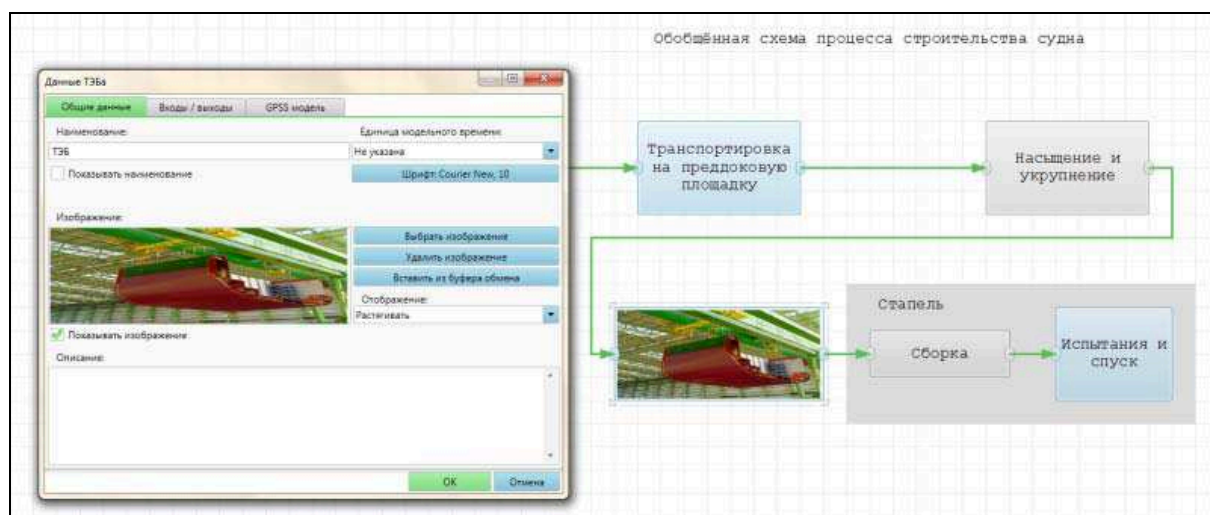 Обобщённая схема процесса строительства судна
Данные ТЭБа
Общие данные
Входы / выходы
GPSS модель
Наименование:
Единица модельного времени:
ТЭБ
Не указана
Показывать наименование
Шрифт: Courier New, 10
Изображение:
Выбрать изображение
Удалить изображение
Вставить из буфера обмена
Отображение:
Растягивать
Показывать изображение
Описание:
ОК
Отмена
Транспортировка
на преддоковую
площадку
Насыщение и
укрупнение
Стапель
Сборка
Испытания и
спуск